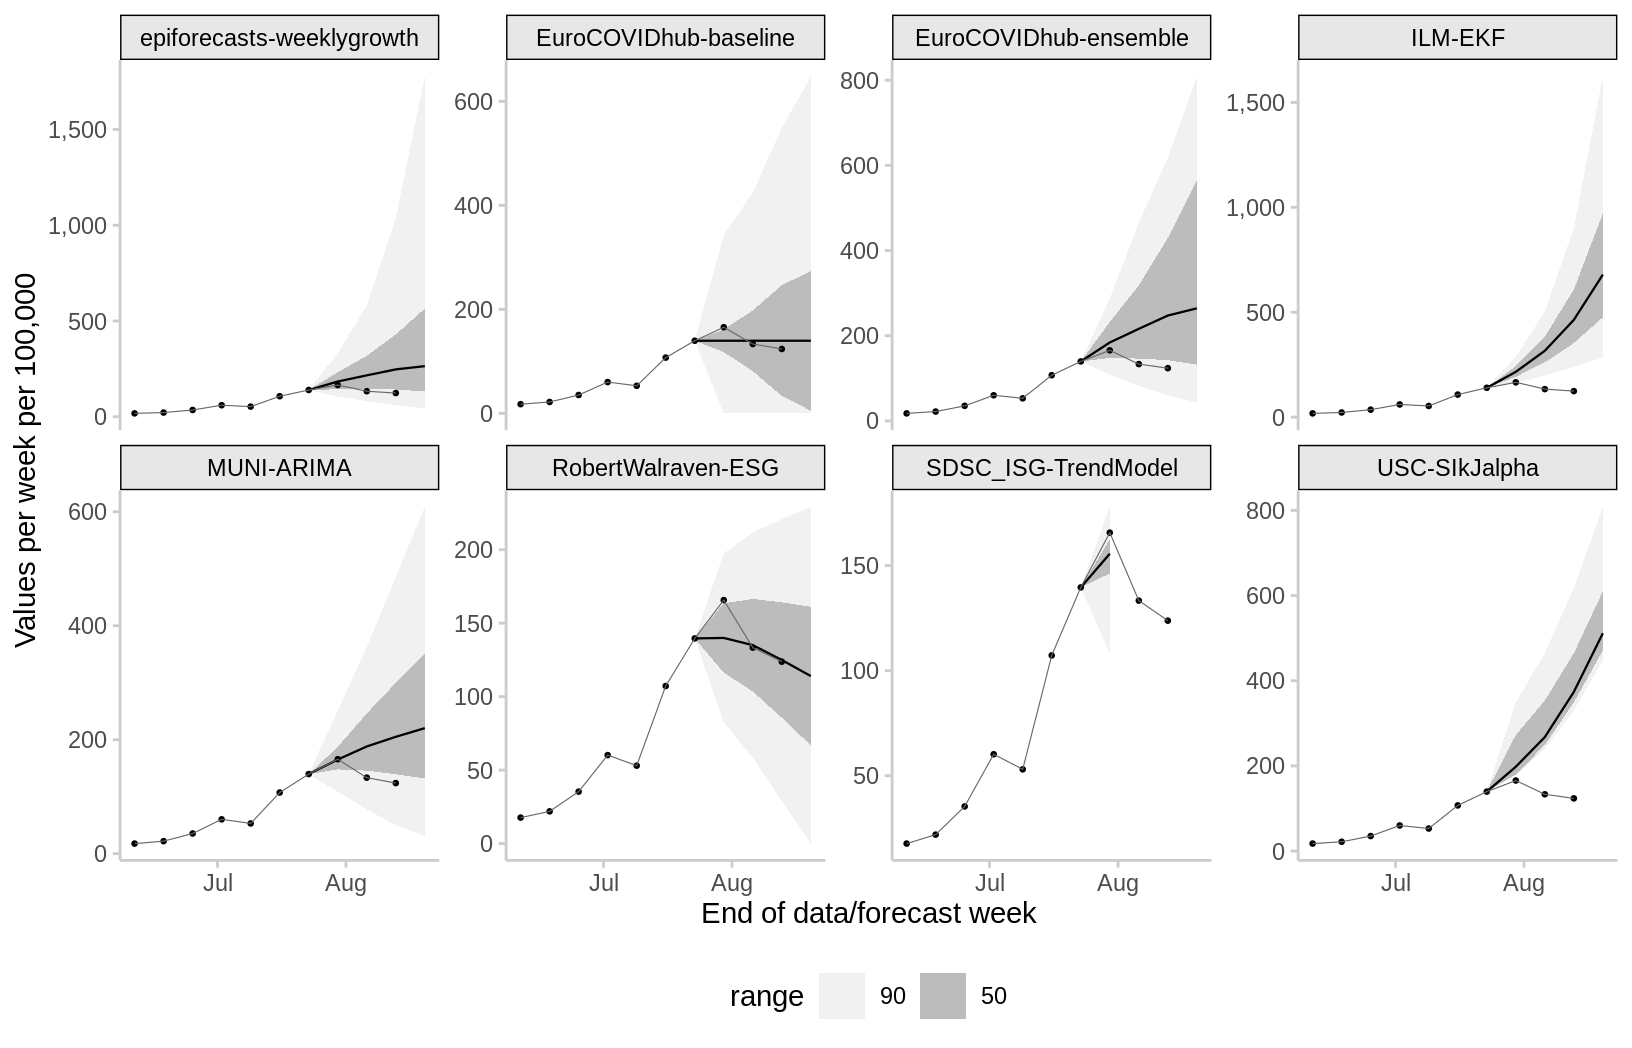 epiforecasts-weeklygrowth
EuroCOVIDhub-baseline
EuroCOVIDhub-ensemble
ILM-EKF
1,500
1,000
500
0
600
400
200
0
800
600
400
200
0
1,500
1,000
500
0
MUNI-ARIMA
RobertWalraven-ESG
SDSC_ISG-TrendModel
USC-SIkJalpha
600
400
200
0
200
150
100
50
0
150
100
50
800
600
400
200
0
Jul Aug
Jul Aug
Jul Aug
Jul Aug
Values per week per 100,000
End of data/forecast week
range 90 50